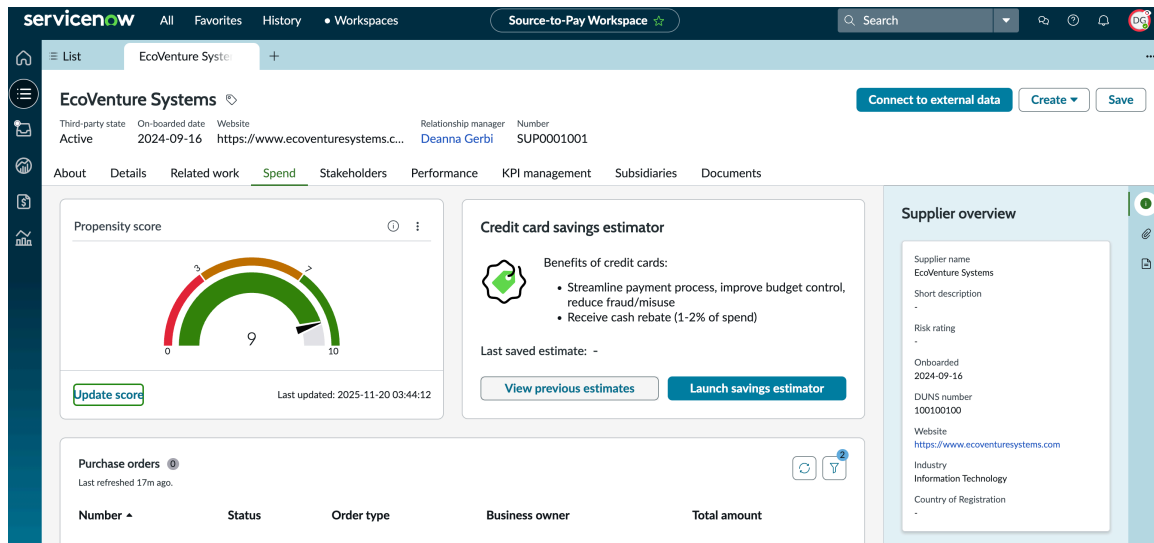 servicenow All Favorites History • Workspaces Source-to-Pay Workspace ☆ Search DG
List EcoVenture Syste +
EcoVenture Systems
Connect to external data Create Save
Third-party state On-boarded date Website Relationship manager Number
Active 2024-09-16 https://www.ecoventuresystems.c... Deanna Gerbi SUP0001001
About Details Related work Spend Stakeholders Performance KPI management Subsidiaries Documents
Propensity score
3 7
9
0 10
Update score Last updated: 2025-11-20 03:44:12
Credit card savings estimator
Benefits of credit cards:
• Streamline payment process, improve budget control,
reduce fraud/misuse
• Receive cash rebate (1-2% of spend)
Last saved estimate: -
View previous estimates Launch savings estimator
Purchase orders 0
2
Last refreshed 17m ago.
Number Status Order type Business owner Total amount
Supplier overview
Supplier name
EcoVenture Systems
Short description
-
Risk rating
-
Onboarded
2024-09-16
DUNS number
100100100
Website
https://www.ecoventuresystems.com
Industry
Information Technology
Country of Registration
-